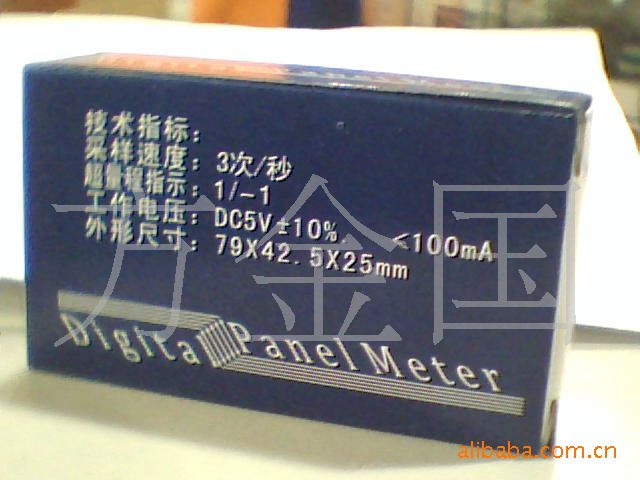 技术指标:
采样速度: 3次/秒
超量程指示: 1/-1
工作电压: DC5V±10%. ≤100mA
外形尺寸: 79X42.5X25mm
Digital Panel Meter
万金国
alibaba.com.cn